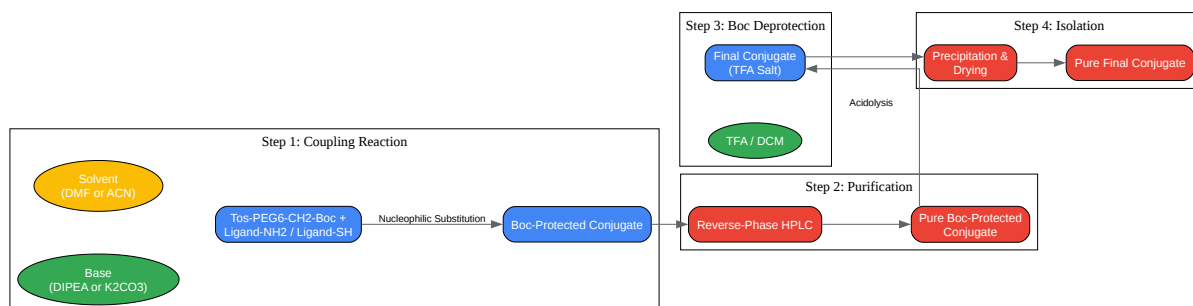 Step 1: Coupling Reaction
Solvent
(DMF or ACN)
Tos-PEG6-CH2-Boc +
Ligand-NH2 / Ligand-SH
Nucleophilic Substitution
Boc-Protected Conjugate
Base
(DIPEA or K2CO3)
Step 2: Purification
Reverse-Phase HPLC
Pure Boc-Protected
Conjugate
Step 3: Boc Deprotection
Final Conjugate
(TFA Salt)
TFA / DCM
Acidolysis
Step 4: Isolation
Precipitation &
Drying
Pure Final Conjugate